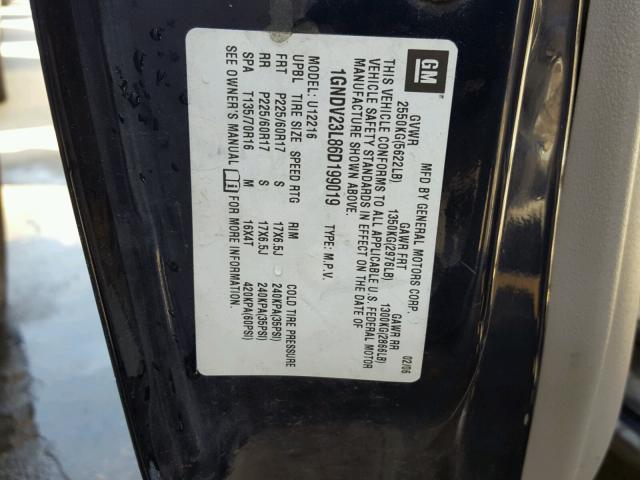 GM
MFD BY GENERAL MOTORS CORP. 02/06
GVWR GAWR FRT GAWR RR
2550KG(5622LB) 1350KG(2976LB) 1300KG(2866LB)
THIS VEHICLE CONFORMS TO ALL APPLICABLE U.S. FEDERAL MOTOR
VEHICLE SAFETY STANDARDS IN EFFECT ON THE DATE OF
MANUFACTURE SHOWN ABOVE.
1GNDV23L86D199019 TYPE: M.P.V.
MODEL: U12216
UPBL TIRE SIZE SPEED RTG RIM COLD TIRE PRESSURE
FRT P225/60R17 S 17X6.5J 240KPA(35PSI)
RR P225/60R17 S 17X6.5J 240KPA(35PSI)
SPA T135/70R16 M 16X4T 420KPA(60PSI)
SEE OWNER'S MANUAL FOR MORE INFORMATION.